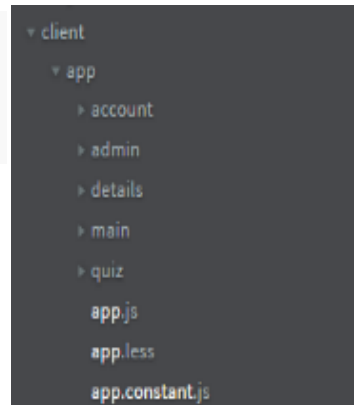 client
app
account
admin
details
main
quiz
app.js
app.less
app.constant.js